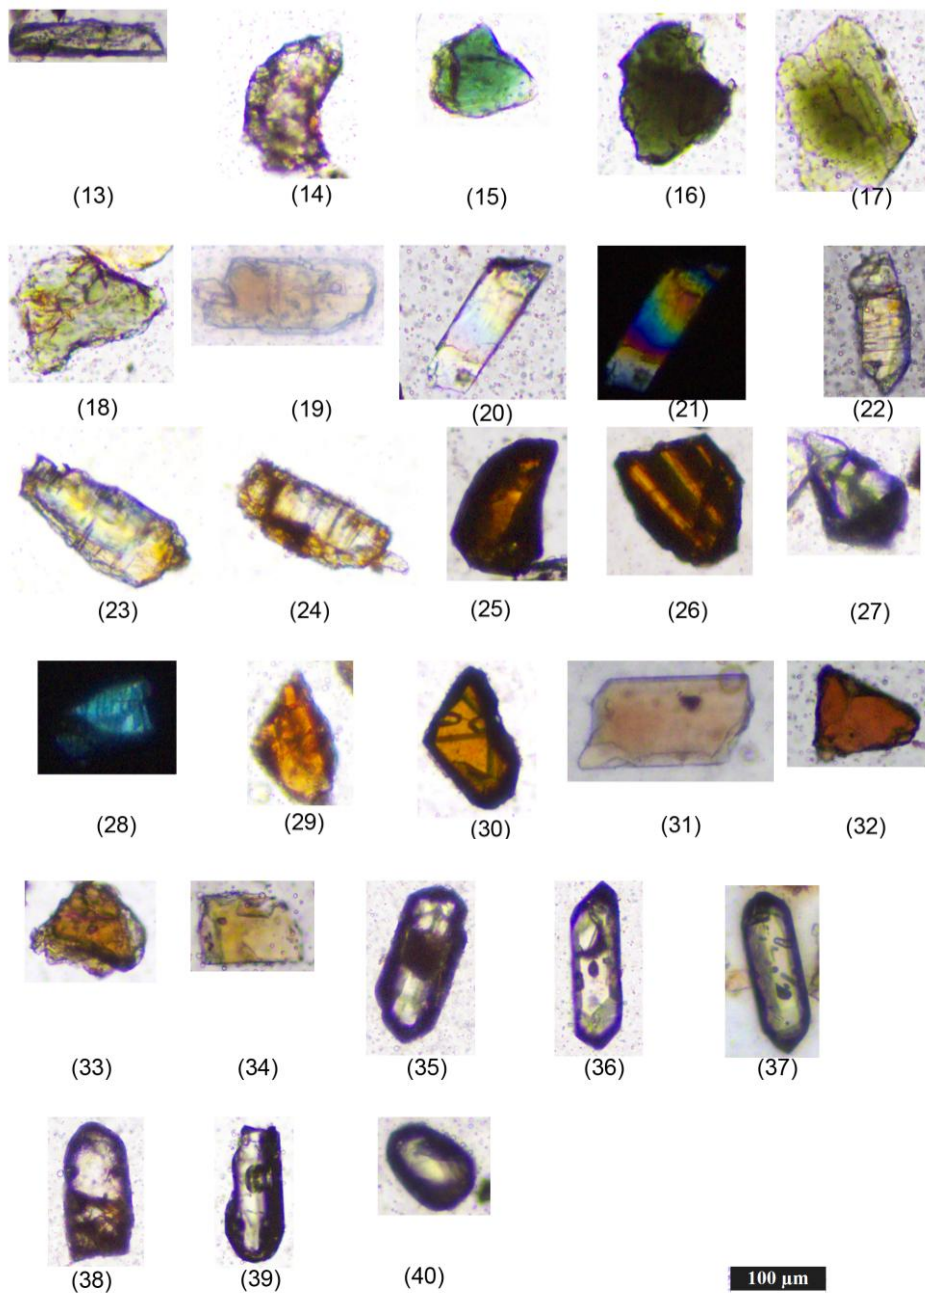 (13) (14) (15) (16) (17)
(18) (19) (20) (21) (22)
(23) (24) (25) (26) (27)
(28) (29) (30) (31) (32)
(33) (34) (35) (36) (37)
(38) (39) (40)
100 µm